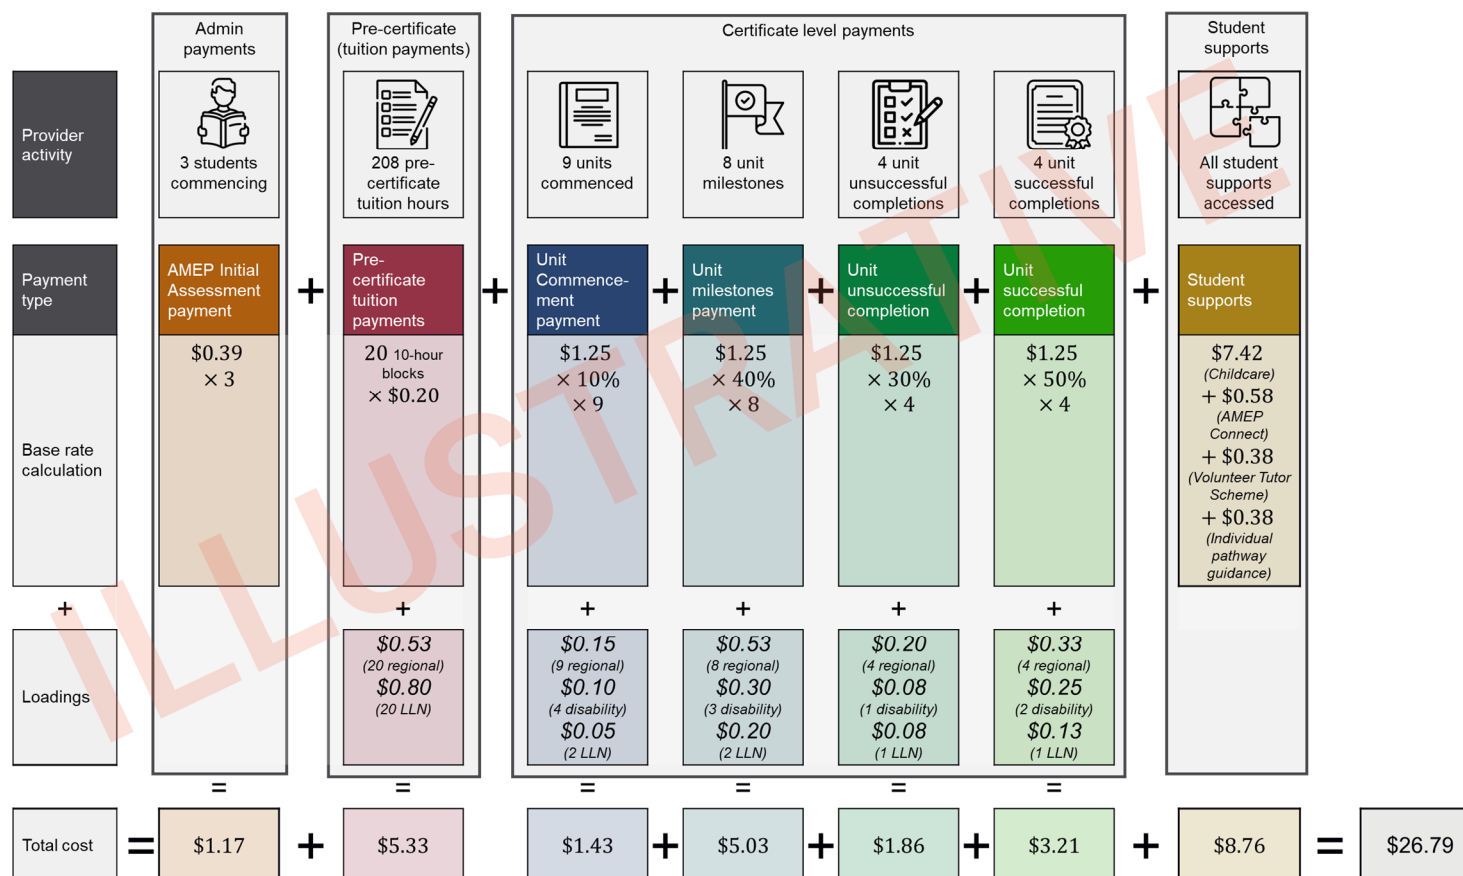 Admin
payments
Pre-certificate
(tuition payments)
Certificate level payments
Student
supports
Provider
activity
3 students
commencing
208 pre-
certificate
tuition hours
9 units
commenced
8 unit
milestones
4 unit
unsuccessful
completions
4 unit
successful
completions
All student
supports
accessed
Payment
type
AMEP Initial
Assessment
payment
+
Pre-
certificate
tuition
payments
+
Unit
Commence-
ment
payment
+
Unit
milestones
payment
+
Unit
unsuccessful
completion
+
Unit
successful
completion
+
Student
supports
Base rate
calculation
$0.39
× 3
20 10-hour
blocks
× $0.20
$1.25
× 10%
× 9
$1.25
× 40%
× 8
$1.25
× 30%
× 4
$1.25
× 50%
× 4
$7.42
(Childcare)
+ $0.58
(AMEP
Connect)
+ $0.38
(Volunteer Tutor
Scheme)
+ $0.38
(Individual
pathway
guidance)
+
+
+
+
+
+
Loadings
$0.53
(20 regional)
$0.80
(20 LLN)
$0.15
(9 regional)
$0.10
(4 disability)
$0.05
(2 LLN)
$0.53
(8 regional)
$0.30
(3 disability)
$0.20
(2 LLN)
$0.20
(4 regional)
$0.08
(1 disability)
$0.08
(1 LLN)
$0.33
(4 regional)
$0.25
(2 disability)
$0.13
(1 LLN)
=
=
=
=
=
=
Total cost
=
$1.17
+
$5.33
$1.43
+
$5.03
+
$1.86
+
$3.21
+
$8.76
=
$26.79
ILLUSTRATIVE